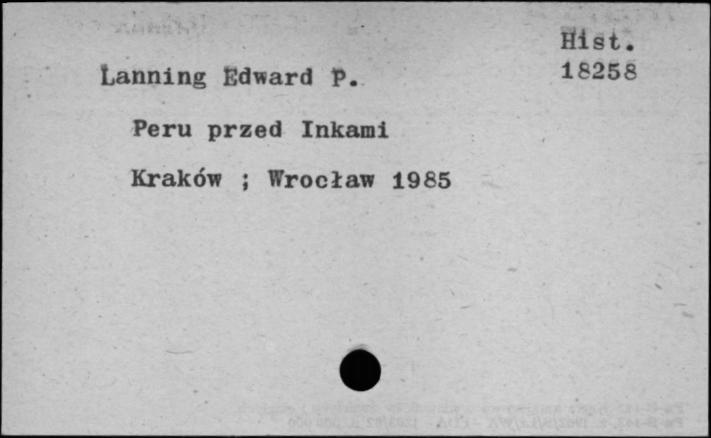 Hist.
18258
Lanning Edward P.
Peru przed Inkami
Kraków ; Wrocław 1985